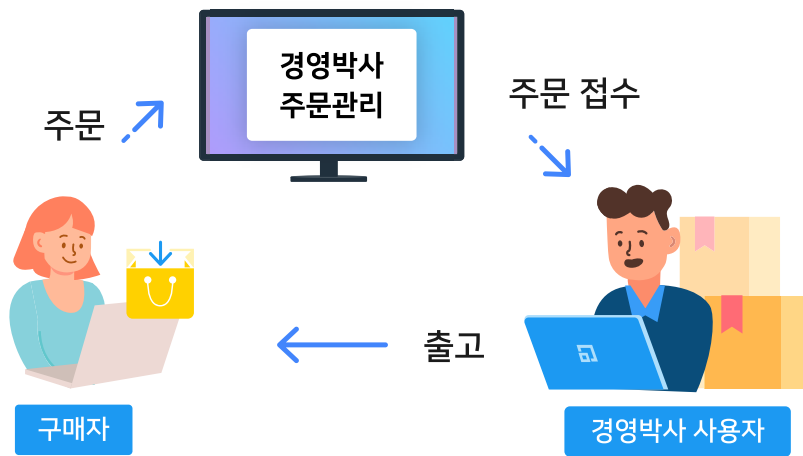 경영박사
주문관리
주문
주문 접수
출고
구매자
경영박사 사용자